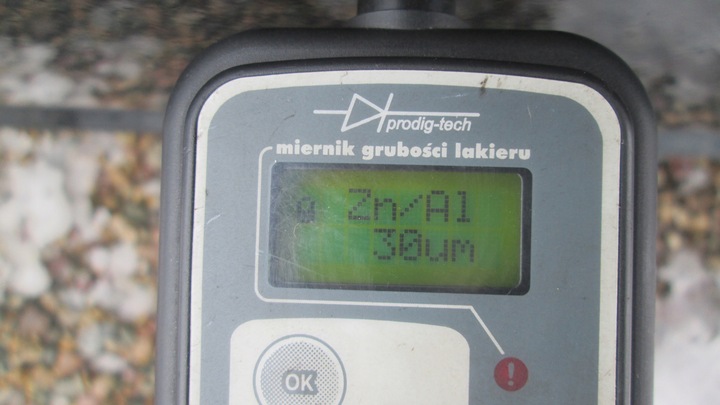 prodig-tech
miernik grubości lakieru
a Zn/Al
30um
OK
!